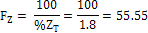 F_Z = 100/%Z_T = 100/1.8 = 55.55